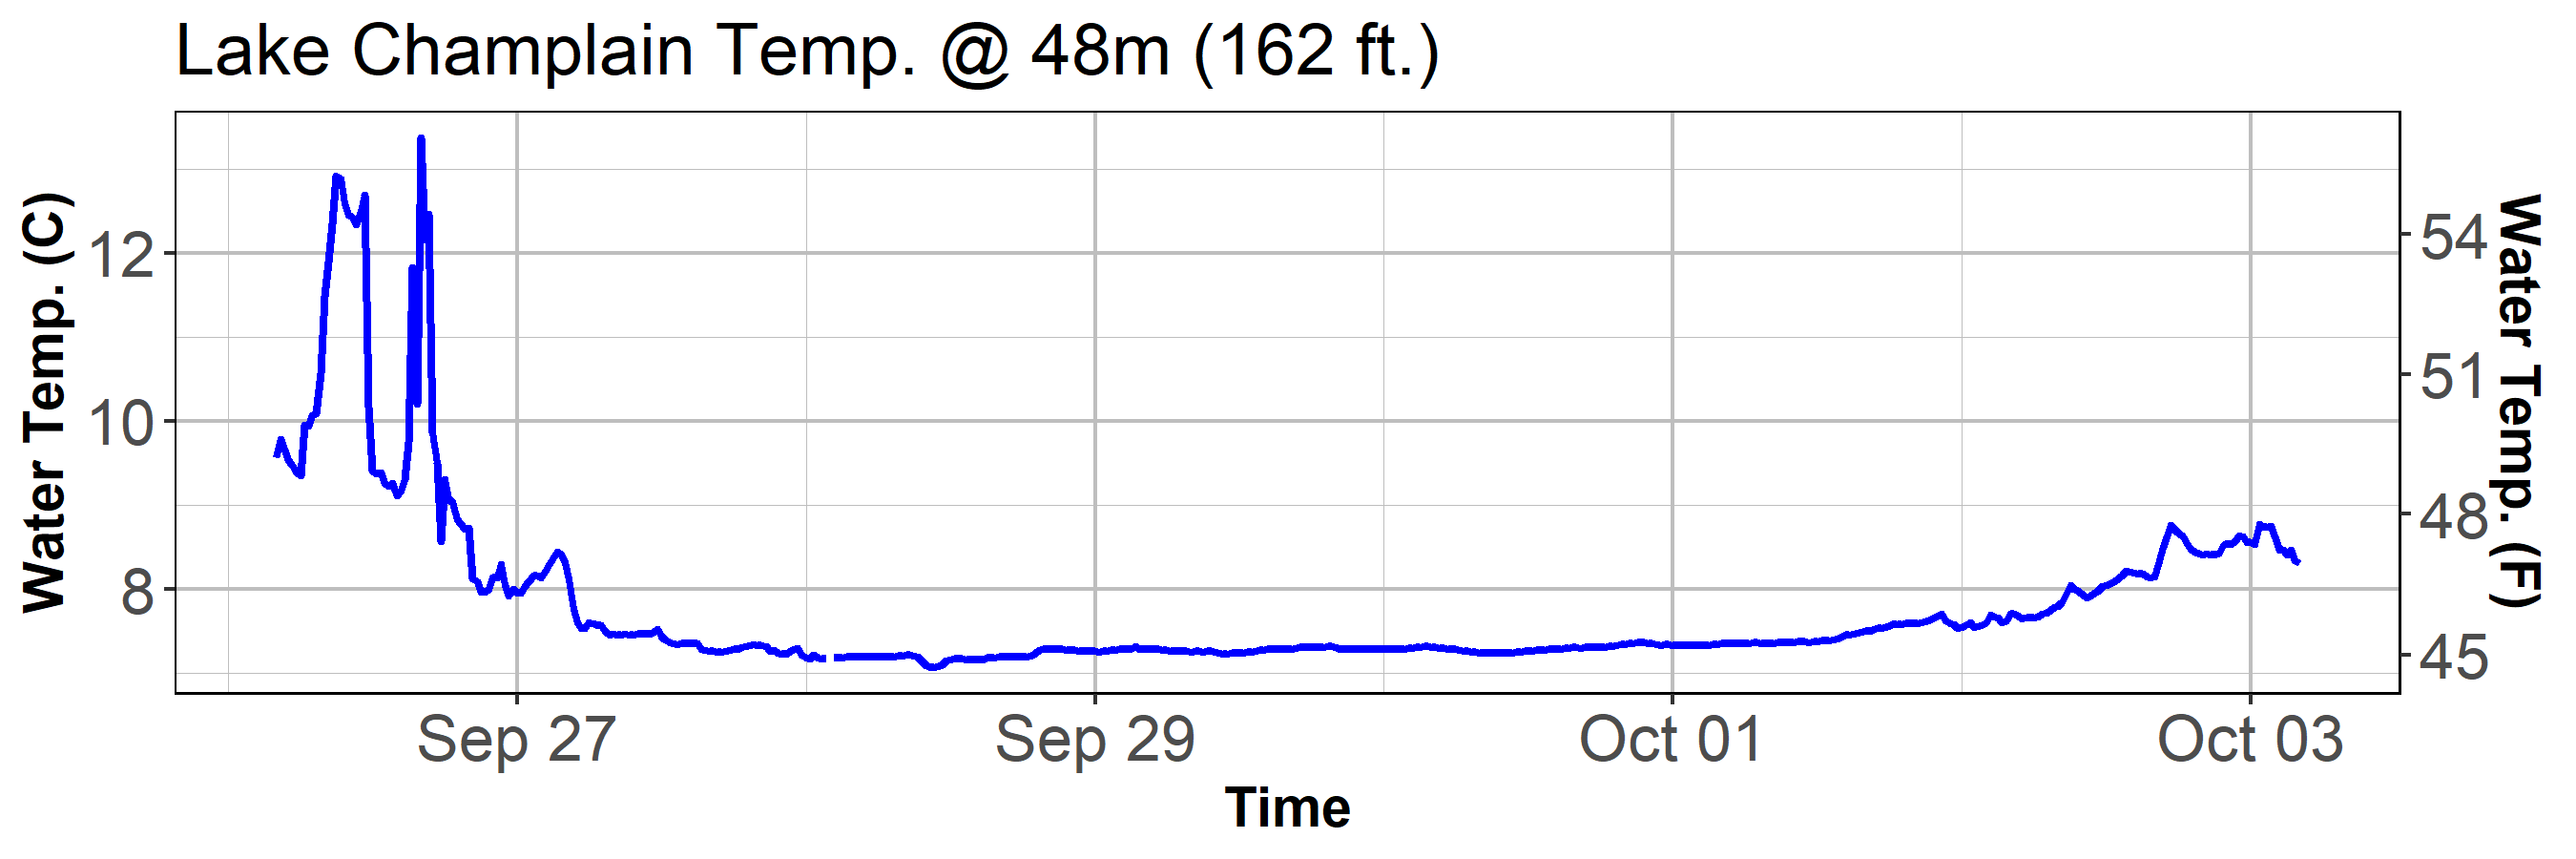 Lake Champlain Temp. @ 48m (162 ft.)
Water Temp. (C)
12
10
8
54
51
48
45
Water Temp. (F)
Sep 27
Sep 29
Oct 01
Oct 03
Time